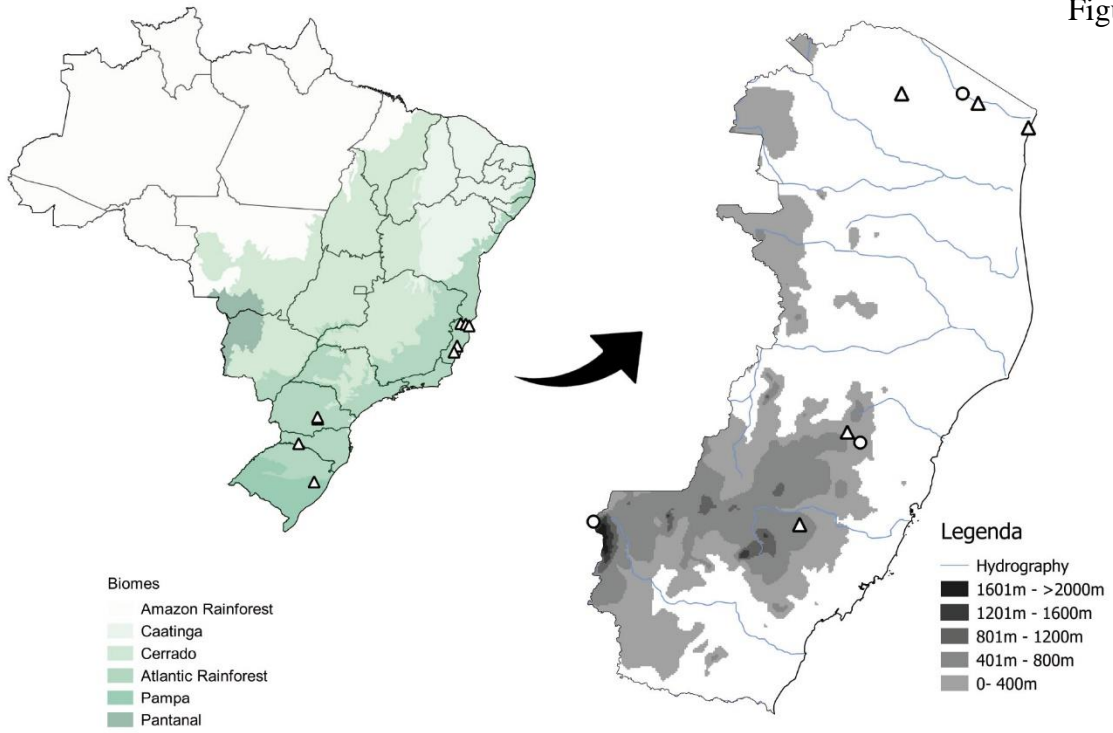 Figu
Biomes
Amazon Rainforest
Caatinga
Cerrado
Atlantic Rainforest
Pampa
Pantanal
Legenda
Hydrography
1601m - >2000m
1201m - 1600m
801m - 1200m
401m - 800m
0- 400m